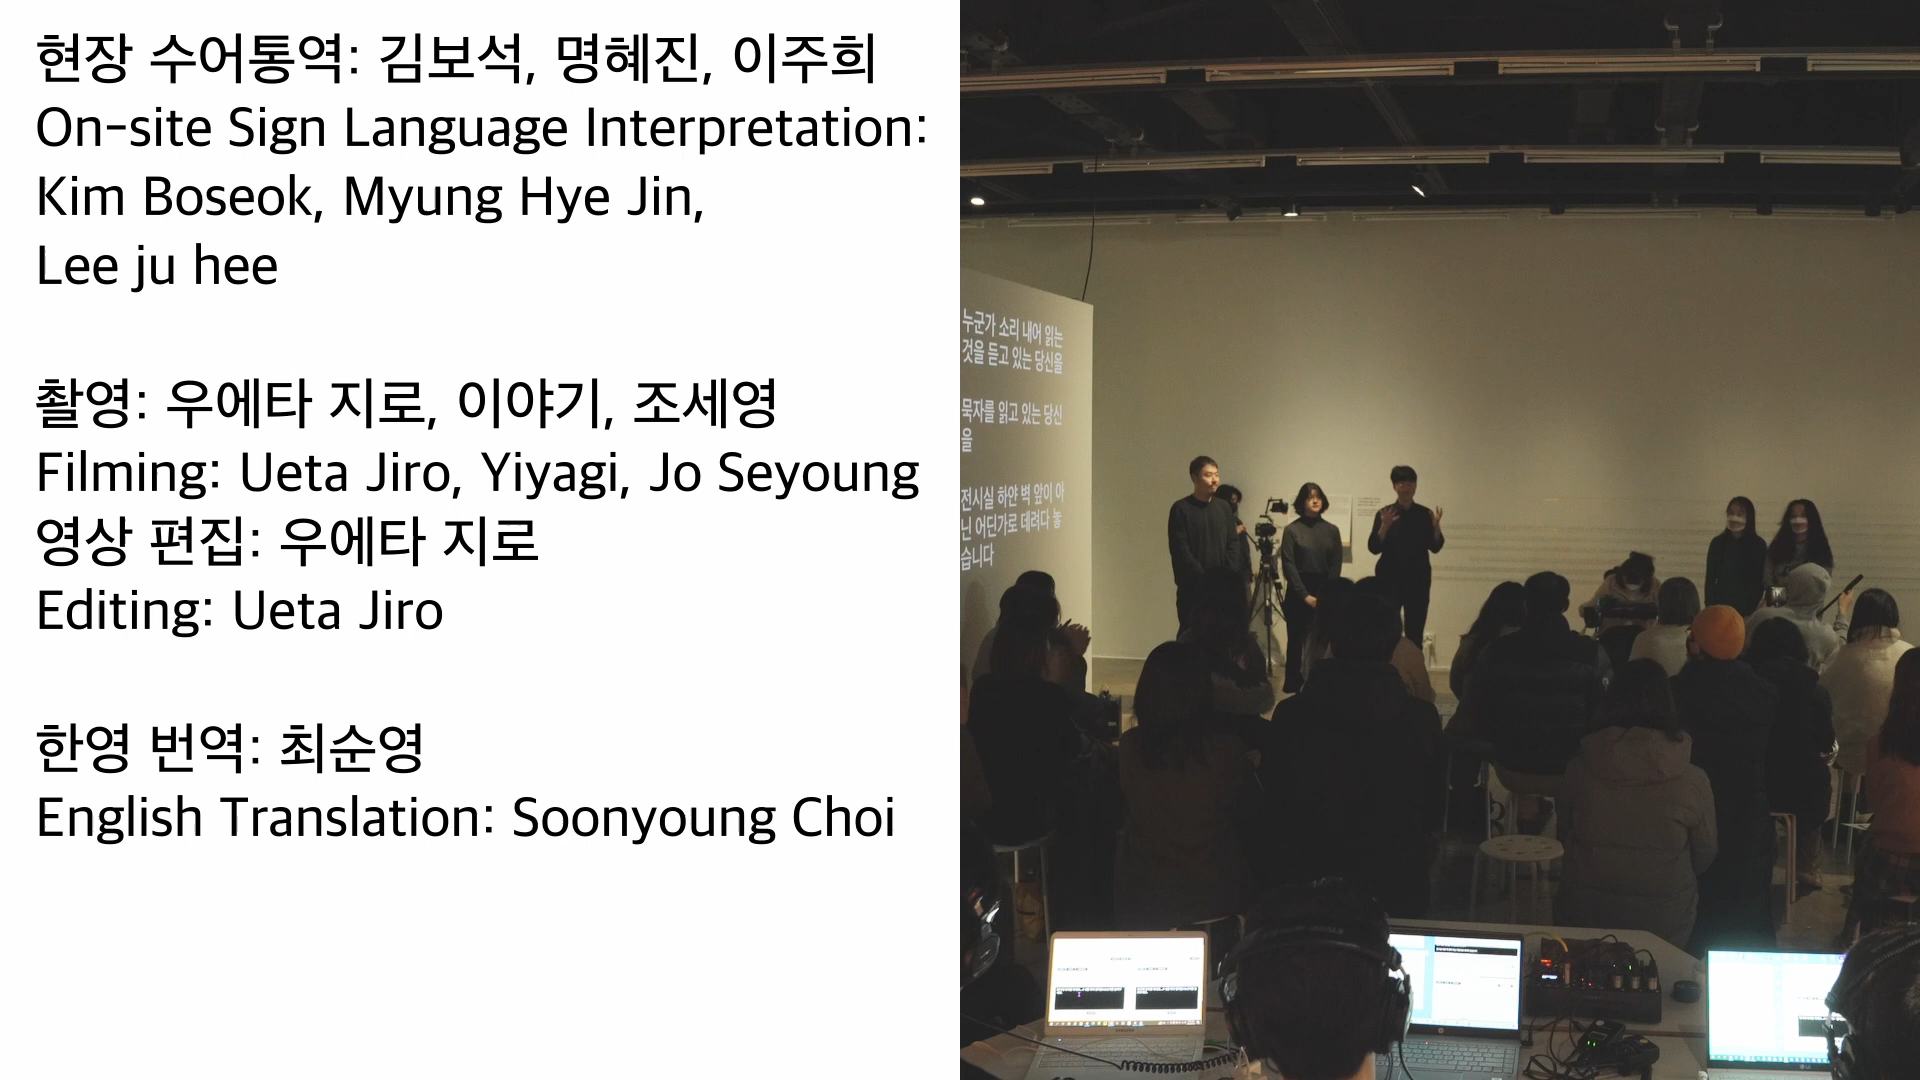 현장 수어통역: 김보석, 명혜진, 이주희
On-site Sign Language Interpretation:
Kim Boseok, Myung Hye Jin,
Lee ju hee
촬영: 우에타 지로, 이야기, 조세영
Filming: Ueta Jiro, Yiyagi, Jo Seyoung
영상 편집: 우에타 지로
Editing: Ueta Jiro
한영 번역: 최순영
English Translation: Soonyoung Choi
누군가 소리 내어 읽는
것을 듣고 있는 당신을
묵자를 읽고 있는 당신
을
전시실 하얀 벽 앞이 아
닌 어딘가로 데려다 놓
습니다